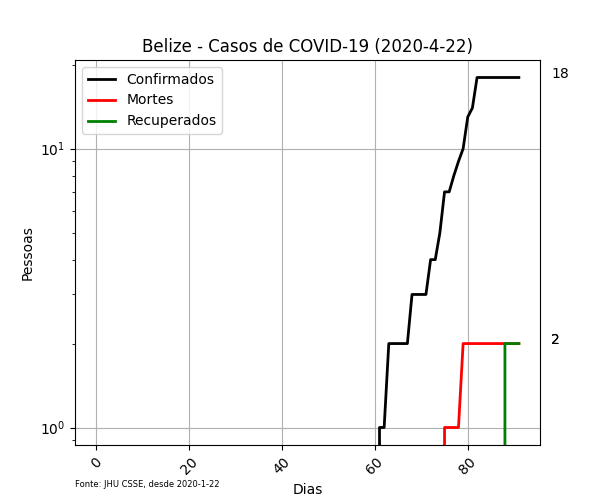 Belize - Casos de COVID-19 (2020-4-22)
Confirmados
Mortes
Recuperados
18
10¹
Pessoas
2
10⁰
0 20 40 60 80
Fonte: JHU CSSE, desde 2020-1-22
Dias